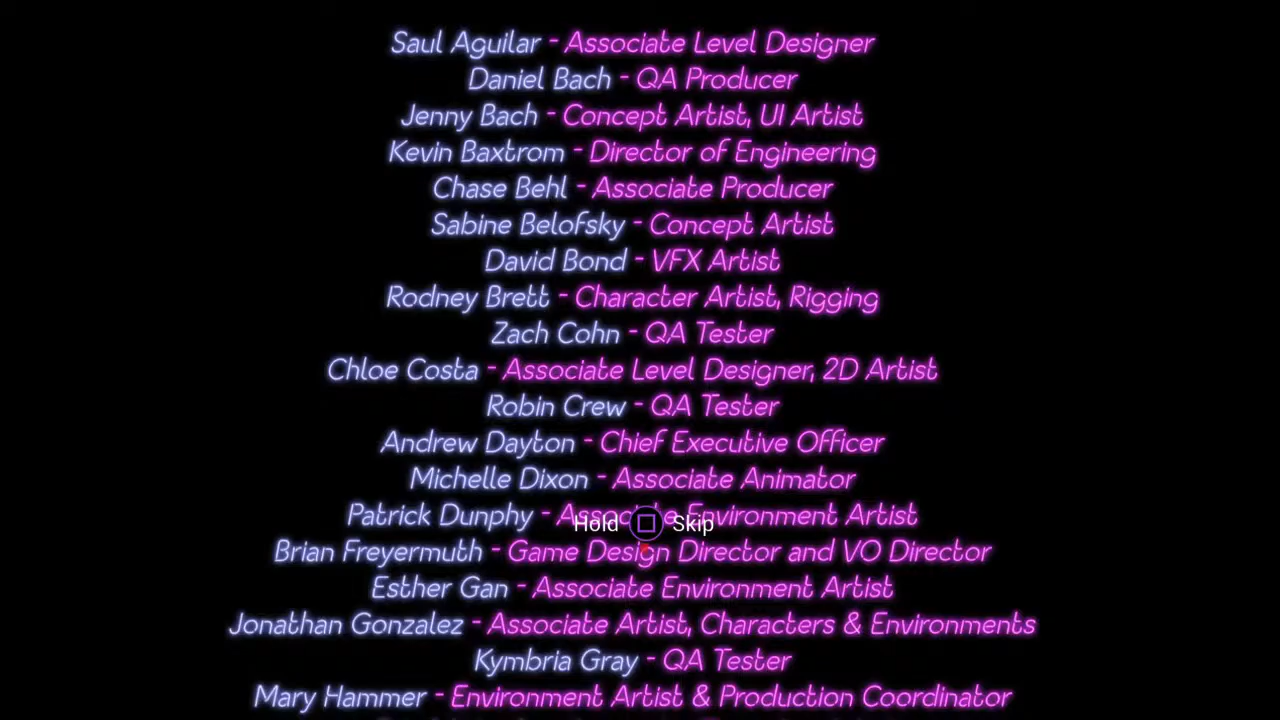 Saul Aguilar - Associate Level Designer
Daniel Bach - QA Producer
Jenny Bach - Concept Artist, UI Artist
Kevin Baxtrom - Director of Engineering
Chase Behl - Associate Producer
Sabine Belofsky - Concept Artist
David Bond - VFX Artist
Rodney Brett - Character Artist, Rigging
Zach Cohn - QA Tester
Chloe Costa - Associate Level Designer, 2D Artist
Robin Crew - QA Tester
Andrew Dayton - Chief Executive Officer
Michelle Dixon - Associate Animator
Patrick Dunphy - Associate Environment Artist
Hold Skip
Brian Freyermuth - Game Design Director and VO Director
Esther Gan - Associate Environment Artist
Jonathan Gonzalez - Associate Artist, Characters & Environments
Kymbria Gray - QA Tester
Mary Hammer - Environment Artist & Production Coordinator